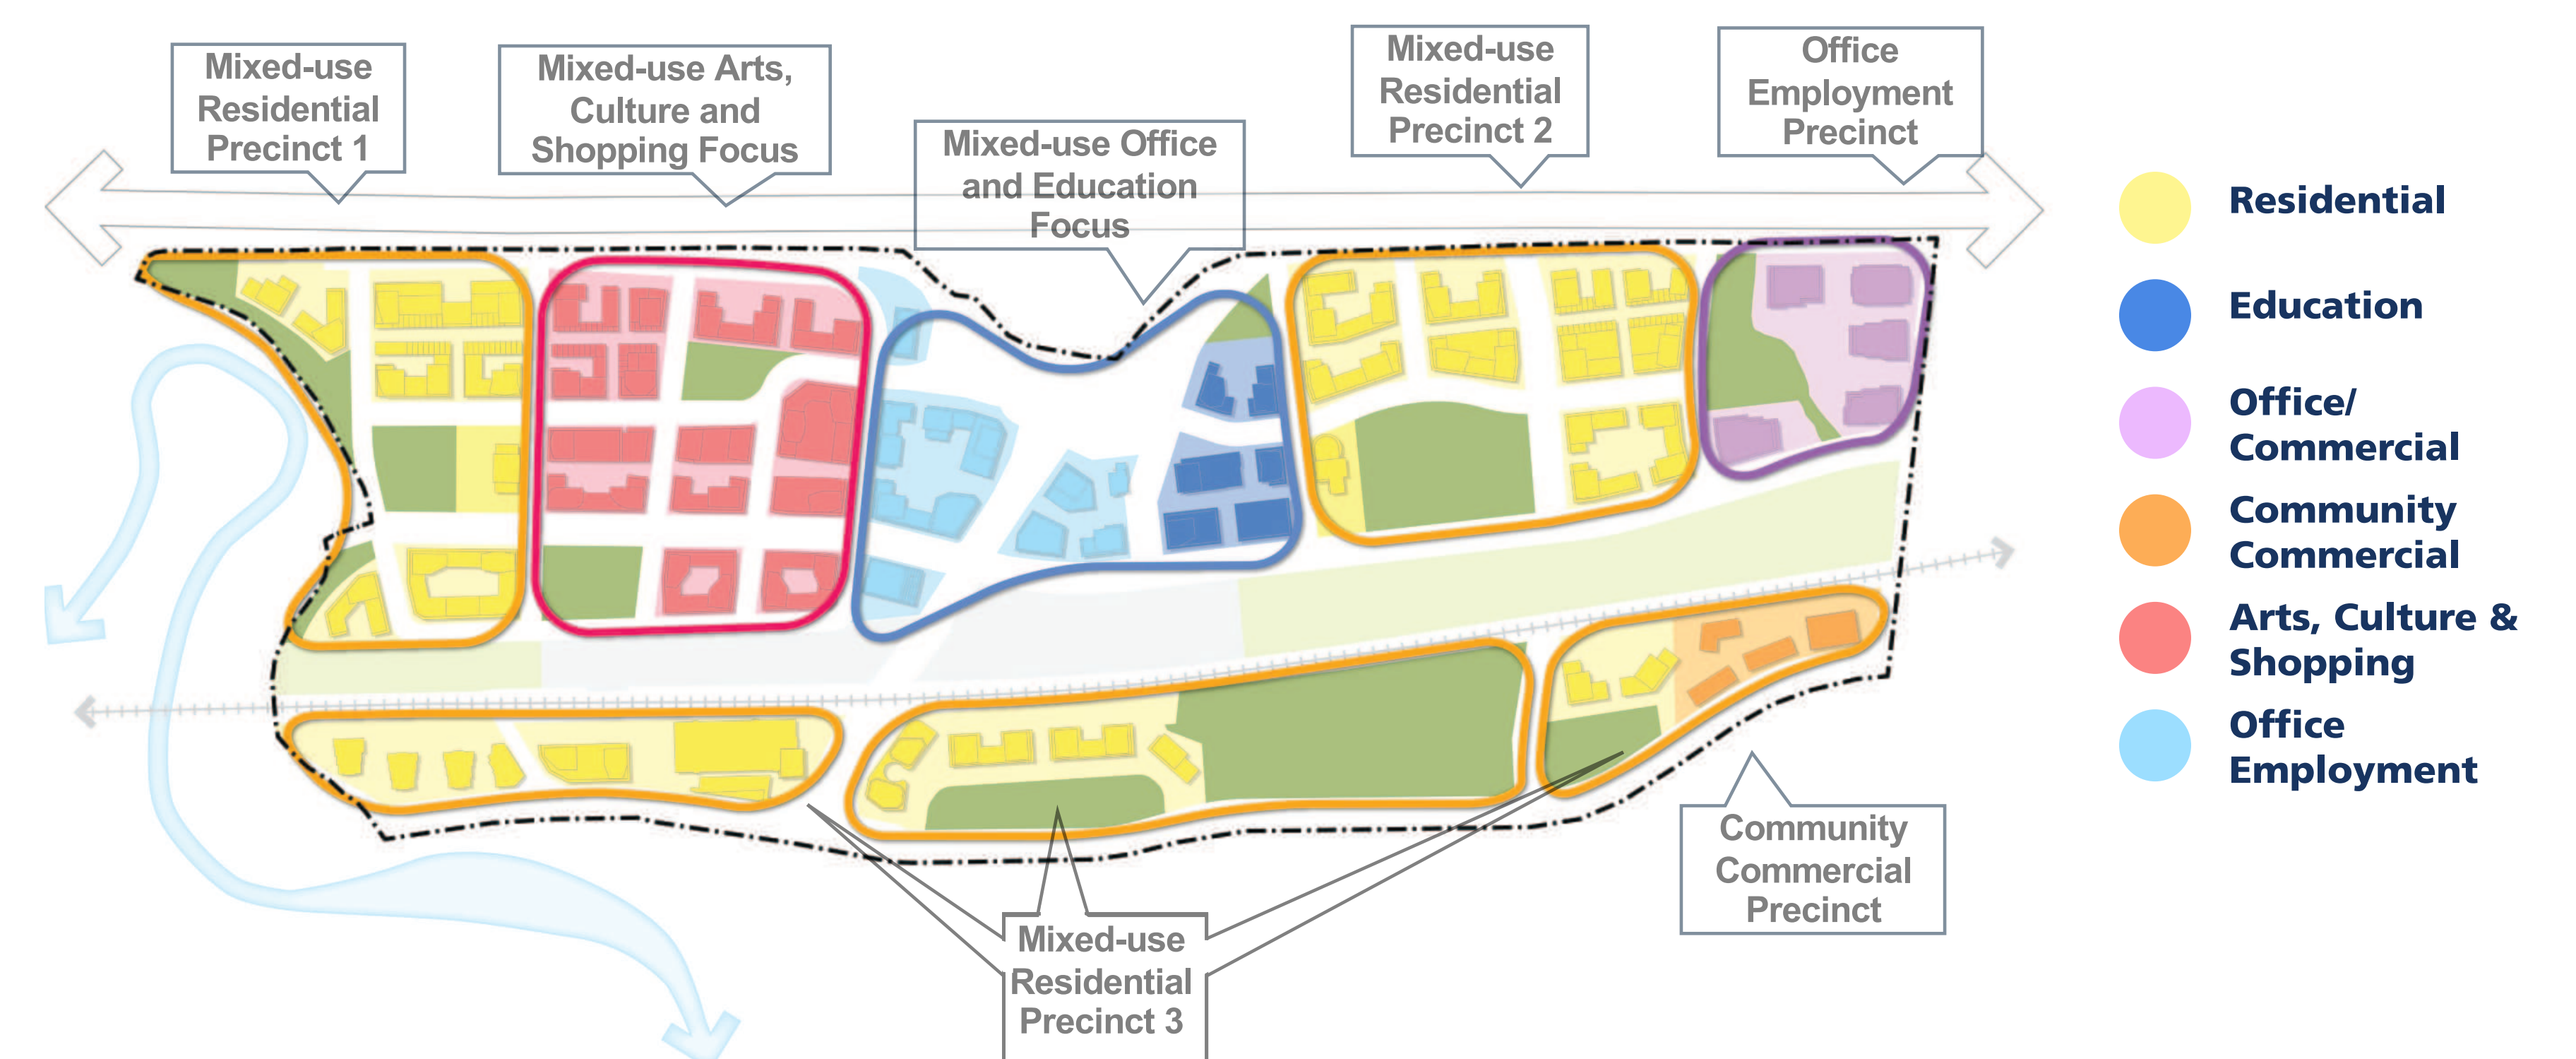 Mixed-use
Residential
Precinct 1
Mixed-use Arts,
Culture and
Shopping Focus
Mixed-use Office
and Education
Focus
Mixed-use
Residential
Precinct 2
Office
Employment
Precinct
Residential
Education
Office/
Commercial
Community
Commercial
Arts, Culture &
Shopping
Office
Employment
Community
Commercial
Precinct
Mixed-use
Residential
Precinct 3